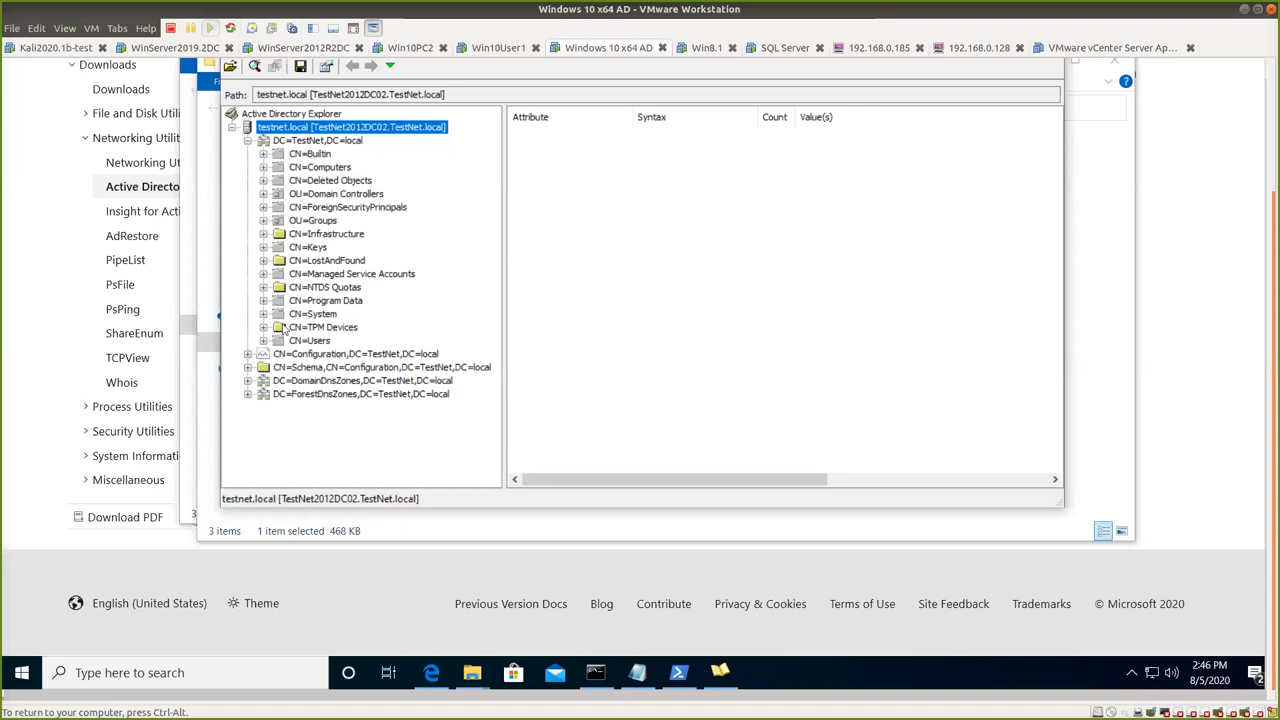 Windows 10 x64 AD - VMware Workstation
File Edit View VM Tabs Help
Kali2020.1b-test WinServer2019.2DC WinServer2012R2DC Win10PC2 Win10User1 Windows 10 x64 AD Win8.1 SQL Server 192.168.0.185 192.168.0.128 VMware vCenter Server Ap...
Downloads
Downloads
File and Disk Utili
Networking Utilitie
Networking Ut
Active Directo
Insight for Acti
AdRestore
PipeList
PsFile
PsPing
ShareEnum
TCPView
Whois
Process Utilities
Security Utilities
System Informati
Miscellaneous
Download PDF
Path: testnet.local [TestNet2012DC02.TestNet.local]
Active Directory Explorer
testnet.local [TestNet2012DC02.TestNet.local]
DC=TestNet,DC=local
CN=Builtin
CN=Computers
CN=Deleted Objects
OU=Domain Controllers
CN=ForeignSecurityPrincipals
OU=Groups
CN=Infrastructure
CN=Keys
CN=LostAndFound
CN=Managed Service Accounts
CN=NTDS Quotas
CN=Program Data
CN=System
CN=TPM Devices
CN=Users
CN=Configuration,DC=TestNet,DC=local
CN=Schema,CN=Configuration,DC=TestNet,DC=local
DC=DomainDnsZones,DC=TestNet,DC=local
DC=ForestDnsZones,DC=TestNet,DC=local
Attribute Syntax Count Value(s)
testnet.local [TestNet2012DC02.TestNet.local]
3 items 1 item selected 468 KB
English (United States) Theme
Previous Version Docs Blog Contribute Privacy & Cookies Terms of Use Site Feedback Trademarks © Microsoft 2020
Type here to search
2:46 PM
8/5/2020
To return to your computer, press Ctrl-Alt.